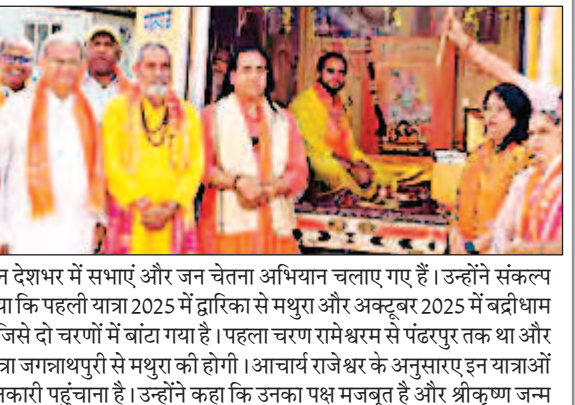 देशभर में सभाएं और जन चेतना अभियान चलाए गए हैं। उन्होंने संकल्प
कि पहली यात्रा 2025 में द्वारिका से मथुरा और अक्टूबर 2025 में बद्रीधाम
जिसे दो चरणों में बांटा गया है। पहला चरण रामेश्वरम से पंढरपुर तक था और
जगन्नाथपुरी से मथुरा की होगी। आचार्य राजेश्वर के अनुसारए इन यात्राओं
पहुंचाना है। उन्होंने कहा कि उनका पक्ष मजबूत है और श्रीकृष्ण जन्म